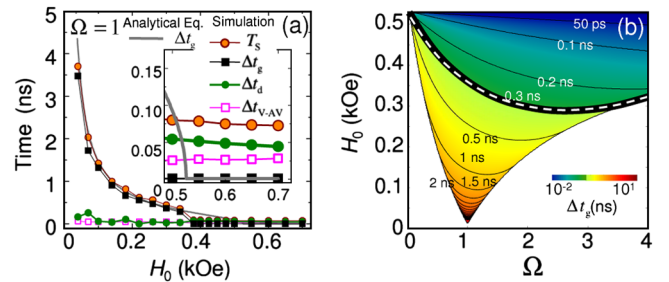 Analytical Eq. Simulation (a)
Ω = 1
Δt_g
T_S
Δt_g
Δt_d
Δt_V-AV
5
4
3
2
1
0
Time (ns)
0.15
0.10
0.05
0.5 0.6 0.7
0.0 0.2 0.4 0.6
H_0 (kOe)
(b)
50 ps
0.1 ns
0.2 ns
0.3 ns
0.5 ns
1 ns
1.5 ns
2 ns
10^-2 10^1
Δt_g(ns)
0.5
0.4
0.3
0.2
0.1
0
H_0 (kOe)
0 1 2 3 4
Ω